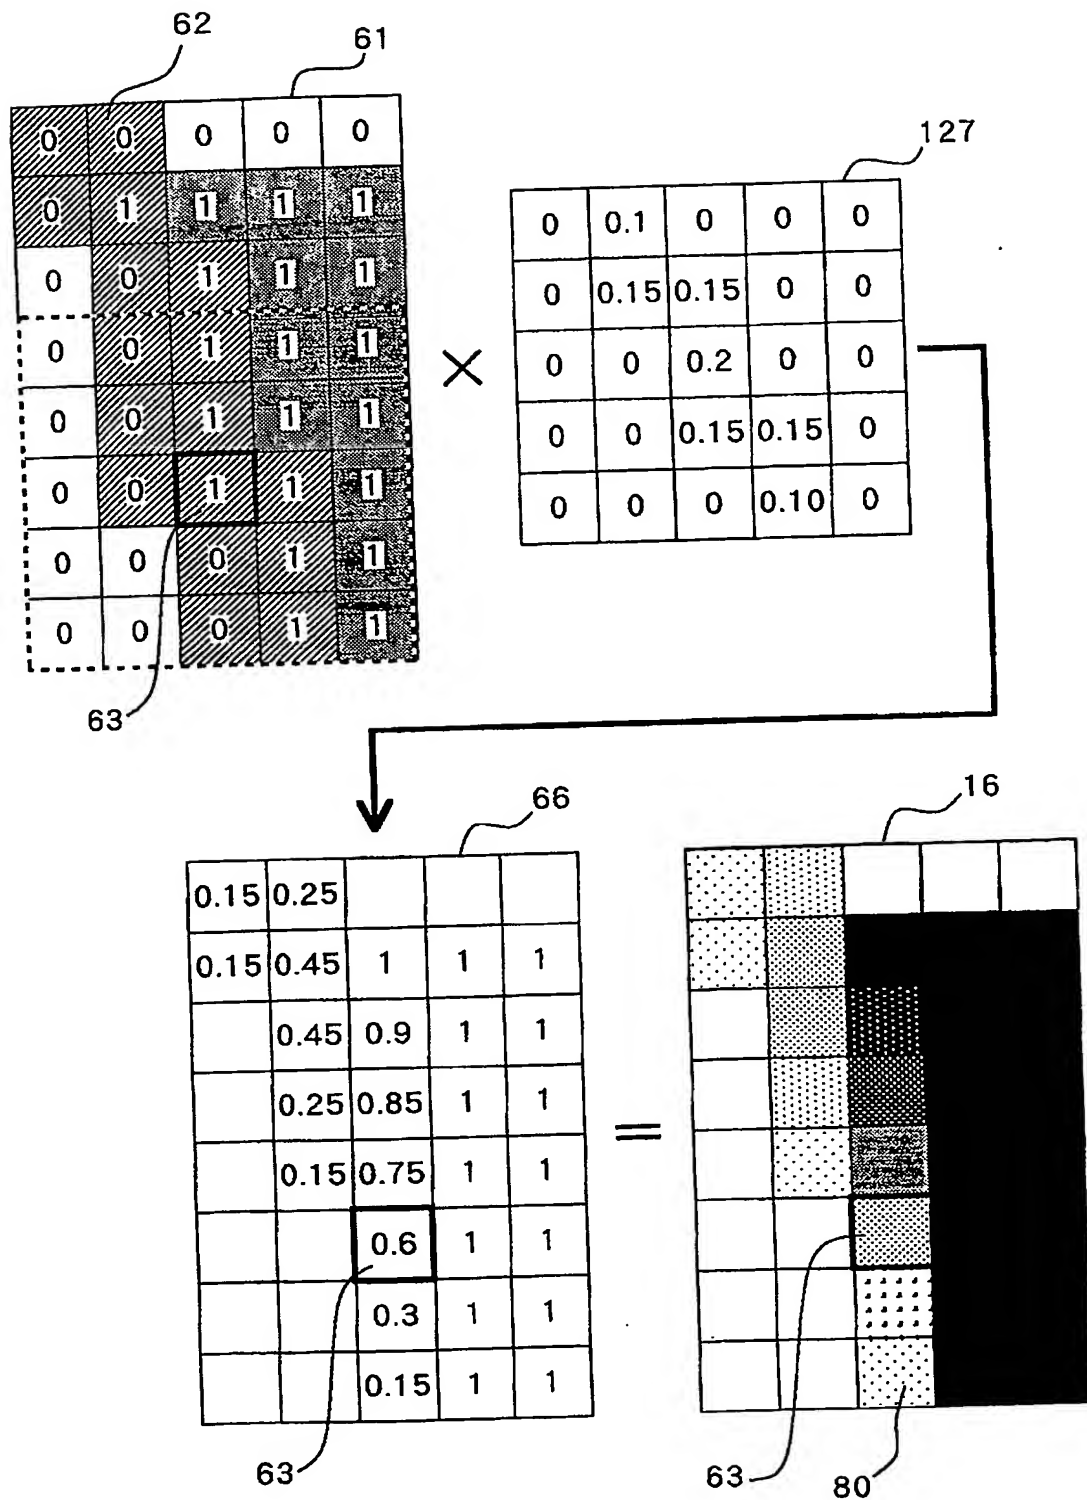 62
61
0 0 0 0 0
0 1 1 1 1
0 0 1 1 1
0 0 1 1 1
0 0 1 1 1
0 0 1 1 1
0 0 0 1 1
0 0 0 1 1
63
×
127
0 0.1 0 0 0
0 0.15 0.15 0 0
0 0 0.2 0 0
0 0 0.15 0.15 0
0 0 0 0.10 0
66
0.15 0.25
0.15 0.45 1 1 1
0.45 0.9 1 1
0.25 0.85 1 1
0.15 0.75 1 1
0.6 1 1
0.3 1 1
0.15 1 1
63
=
16
63
80